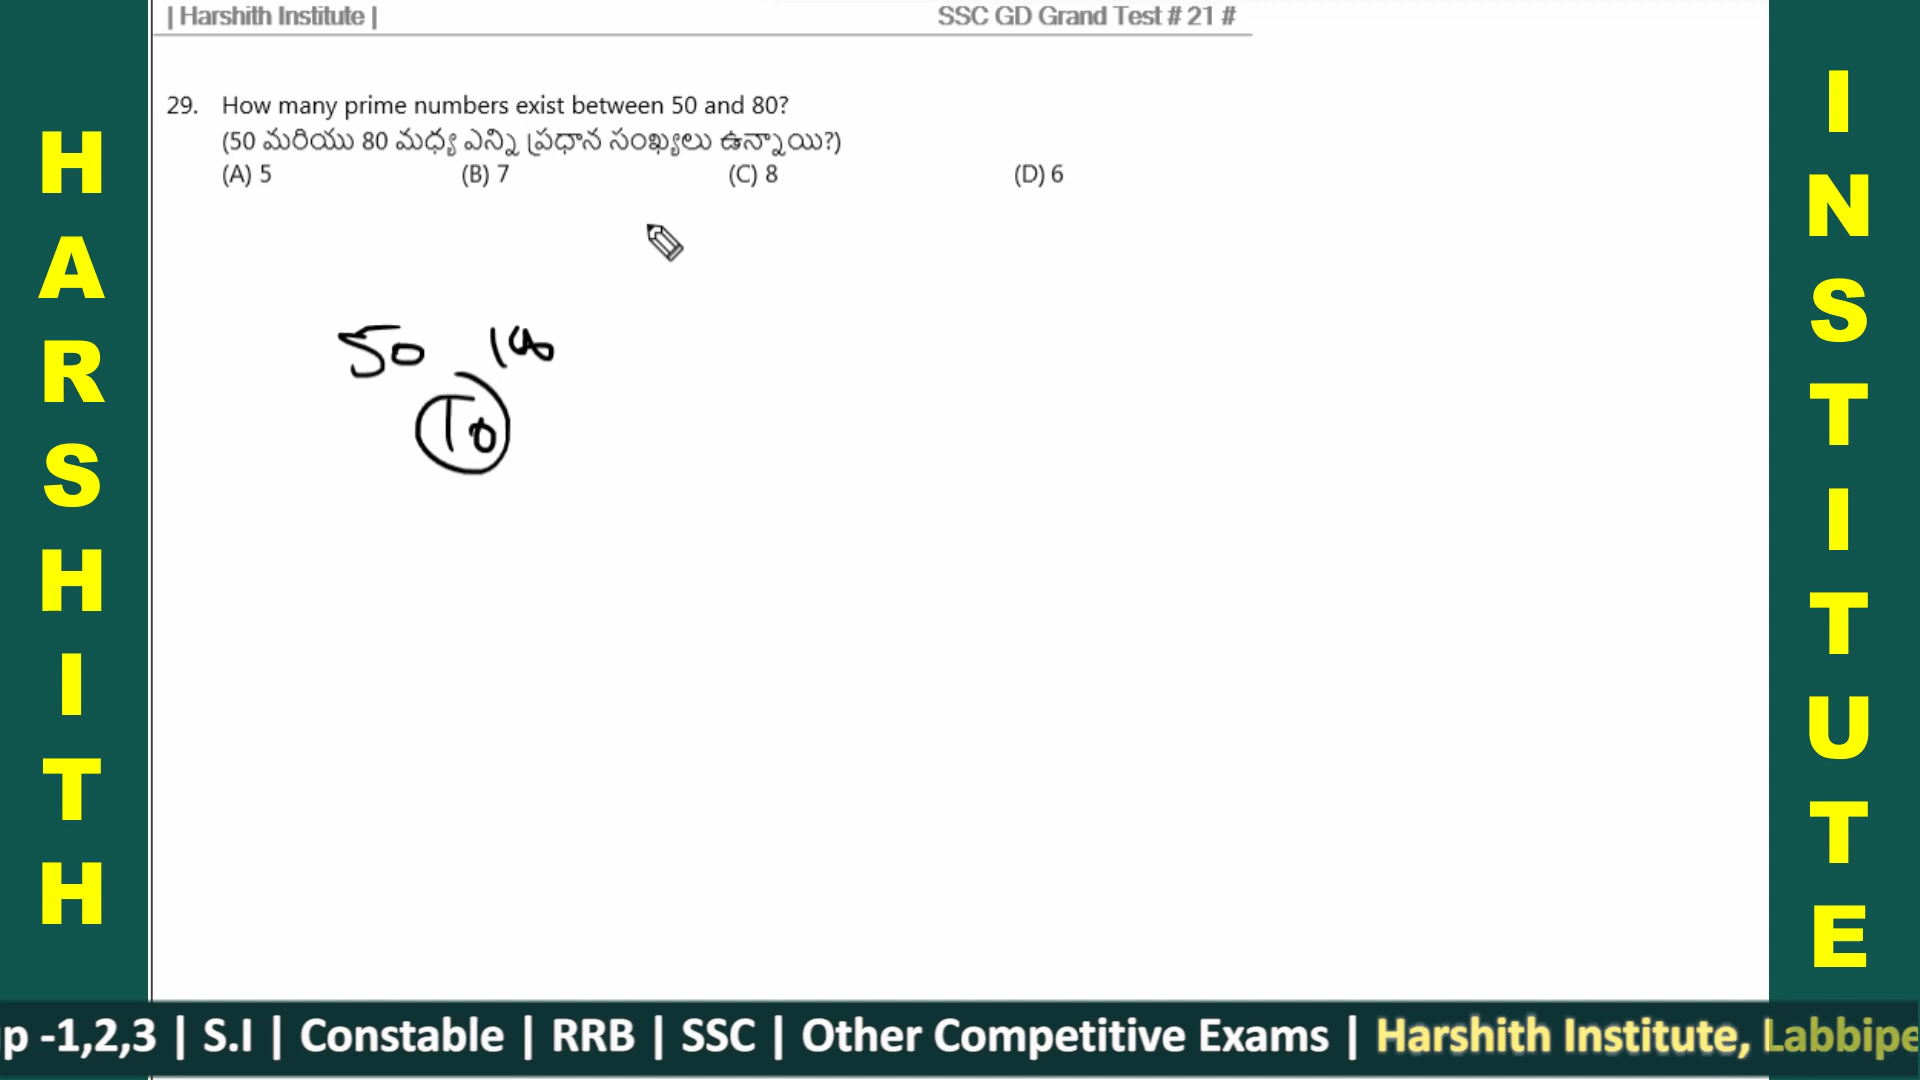 | Harshith Institute |
SSC GD Grand Test # 21 #
29. How many prime numbers exist between 50 and 80?
(50 మరియు 80 మధ్య ఎన్ని ప్రధాన సంఖ్యలు ఉన్నాయి?)
(A) 5 (B) 7 (C) 8 (D) 6
50 100
To
HARSHITH
INSTITUTE
p -1,2,3 | S.I | Constable | RRB | SSC | Other Competitive Exams | Harshith Institute, Labbipe